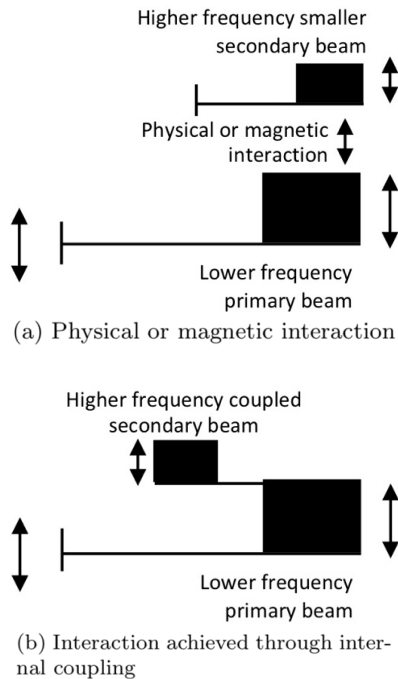 Higher frequency smaller
secondary beam
Physical or magnetic
interaction
Lower frequency
primary beam
(a) Physical or magnetic interaction
Higher frequency coupled
secondary beam
Lower frequency
primary beam
(b) Interaction achieved through inter-
nal coupling